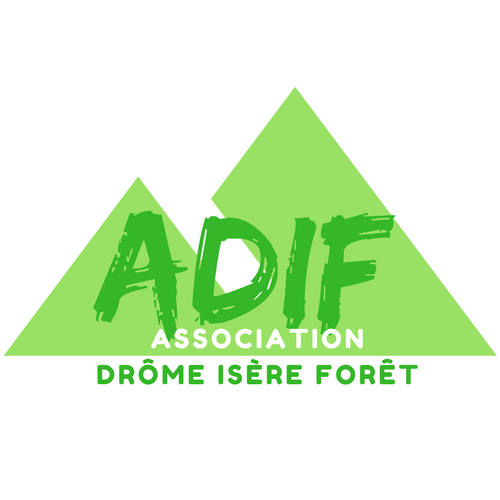 ADIF
ASSOCIATION
DRÔME ISÈRE FORÊT